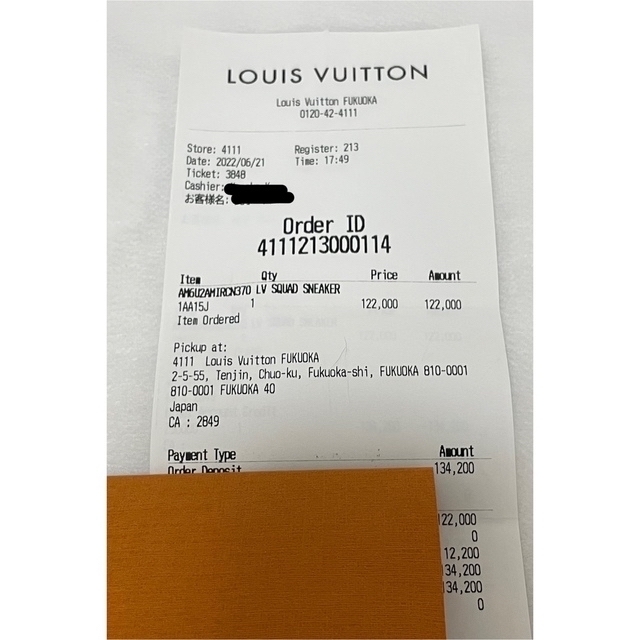 LOUIS VUITTON
Louis Vuitton FUKUOKA
0120-42-4111
Store: 4111 Register: 213
Date: 2022/06/21 Time: 17:49
Ticket: 3848
Cashier:
お客様名:
Order ID
4111213000114
Item Qty Price Amount
AM6U2AMIRCN370 LV SQUAD SNEAKER
1AA15J 1 122,000 122,000
Item Ordered
Pickup at:
4111 Louis Vuitton FUKUOKA
2-5-55, Tenjin, Chuo-ku, Fukuoka-shi, FUKUOKA 810-0001
810-0001 FUKUOKA 40
Japan
CA : 2849
Payment Type Amount
Order Deposit 134,200
122,000
0
12,200
134,200
134,200
0